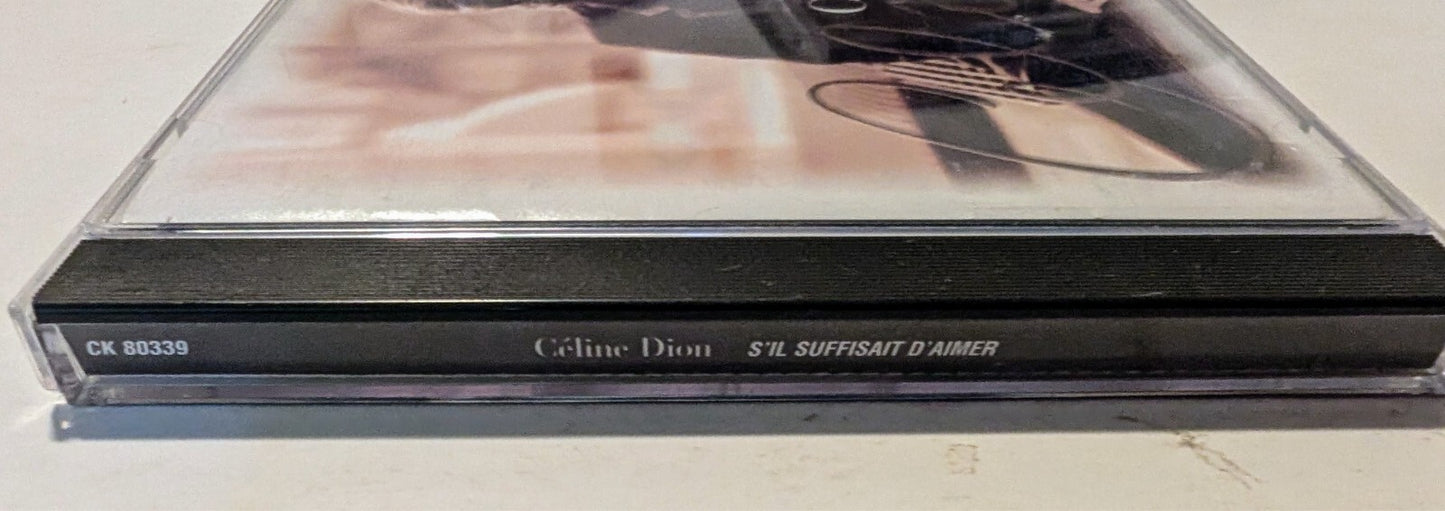 CK 80339 Céline Dion S'IL SUFFISAIT D'AIMER